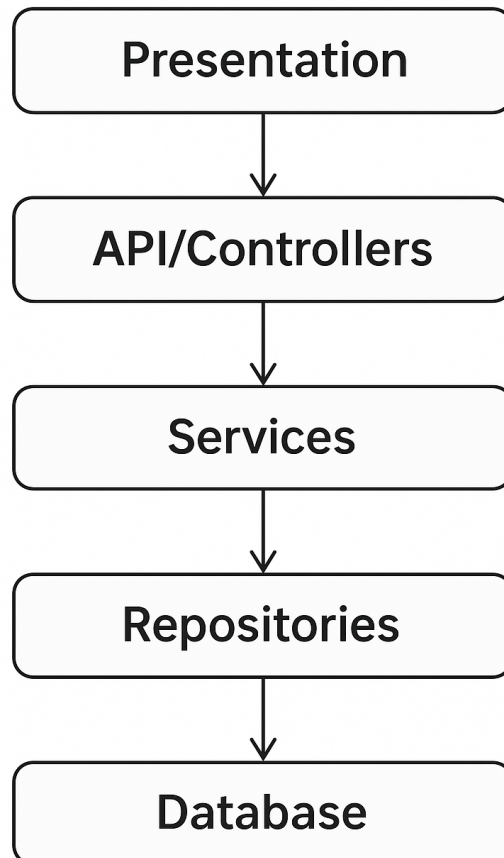 Presentation
API/Controllers
Services
Repositories
Database